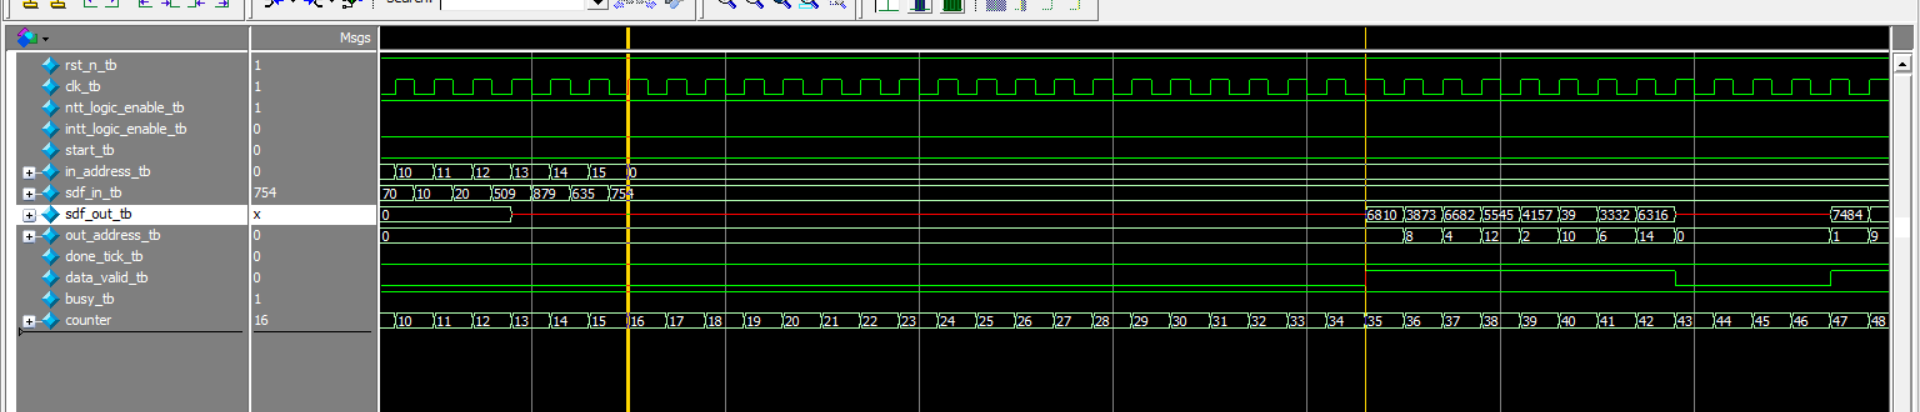 Search:
Msgs
rst_n_tb 1
clk_tb 1
ntt_logic_enable_tb 1
intt_logic_enable_tb 0
start_tb 0
in_address_tb 0 10 11 12 13 14 15 0
sdf_in_tb 754 70 10 20 509 879 635 754
sdf_out_tb x 0 6810 3873 6682 5545 4157 39 3332 6316 7484
out_address_tb 0 0 8 4 12 2 10 6 14 0 1 9
done_tick_tb 0
data_valid_tb 0
busy_tb 1
counter 16 10 11 12 13 14 15 16 17 18 19 20 21 22 23 24 25 26 27 28 29 30 31 32 33 34 35 36 37 38 39 40 41 42 43 44 45 46 47 48